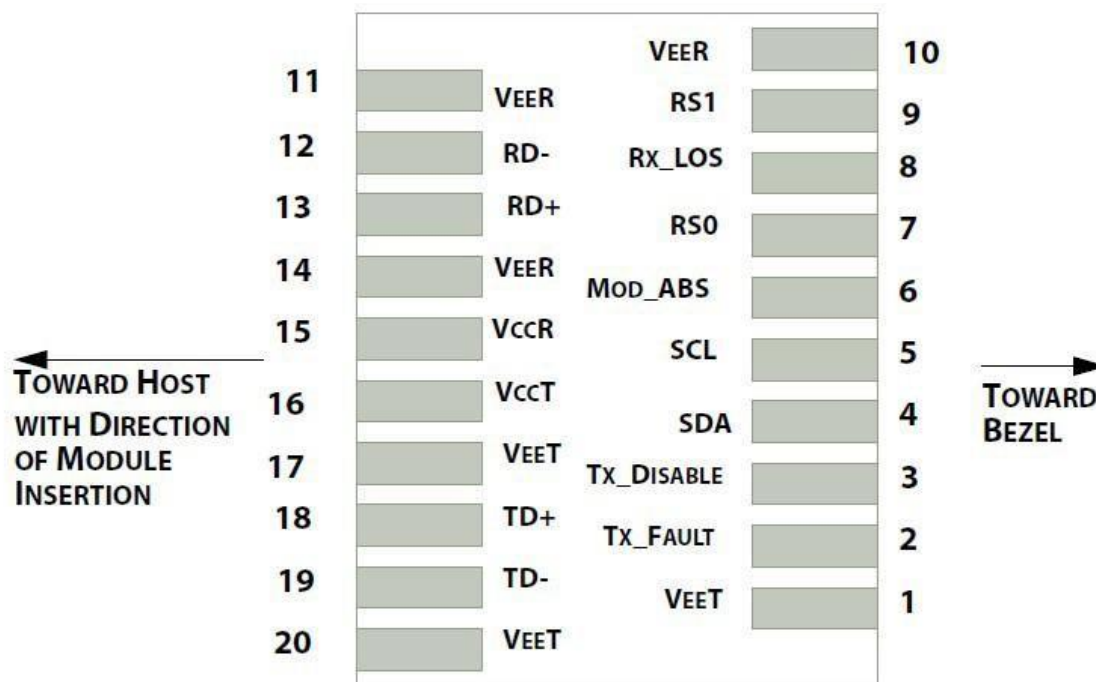 VEER 10
11 VEER
RS1 9
12 RD-
RX_LOS 8
13 RD+
RS0 7
14 VEER
MOD_ABS 6
15 VCCR
SCL 5
16 VCCT
SDA 4
17 VEET
TX_DISABLE 3
18 TD+
TX_FAULT 2
19 TD-
VEET 1
20 VEET
TOWARD HOST
WITH DIRECTION
OF MODULE
INSERTION
TOWARD
BEZEL